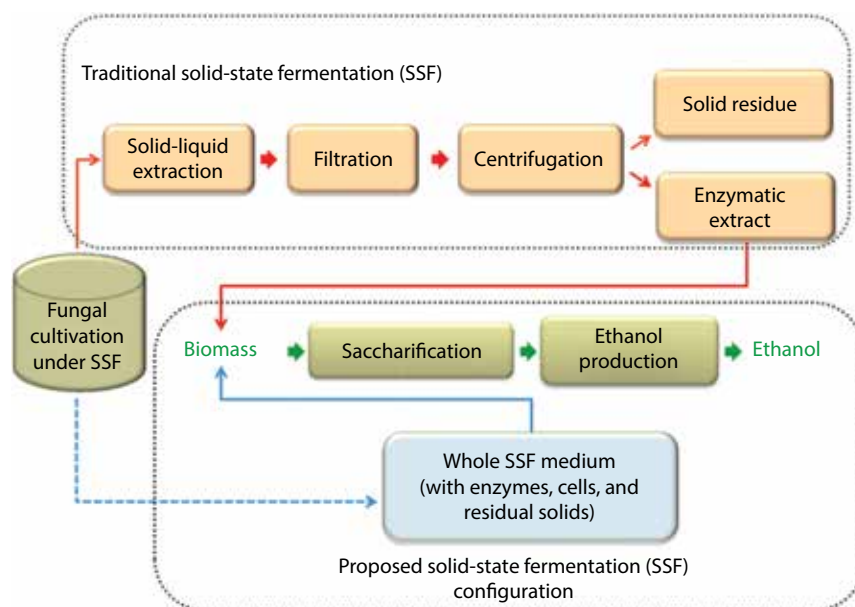 Traditional solid-state fermentation (SSF)
Solid-liquid
extraction
Filtration
Centrifugation
Solid residue
Enzymatic
extract
Fungal
cultivation
under SSF
Biomass
Saccharification
Ethanol
production
Ethanol
Whole SSF medium
(with enzymes, cells, and
residual solids)
Proposed solid-state fermentation (SSF)
configuration